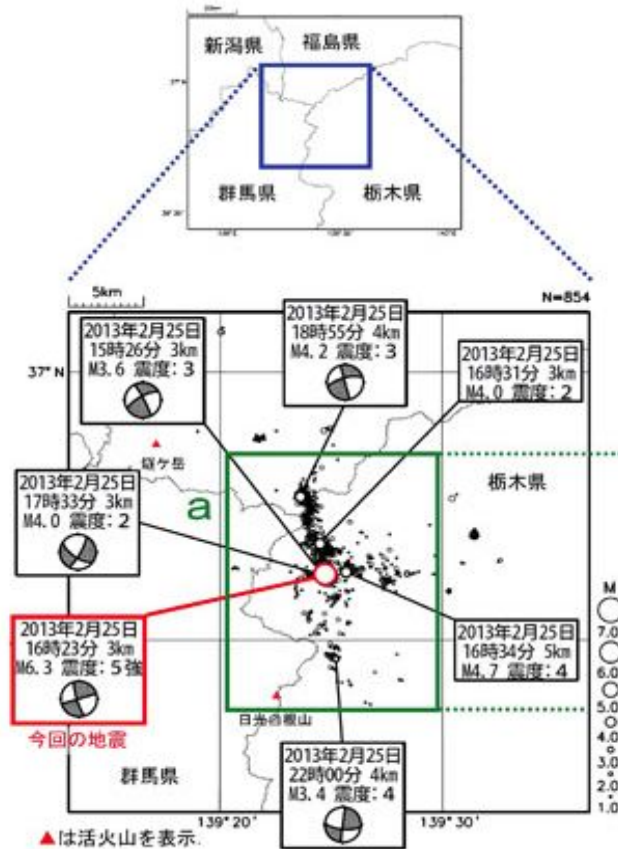 新潟県
福島県
37°N
群馬県
栃木県
139°E
139°30'
140°E
5km
N=854
2013年2月25日
15時26分 3km
M3.6 震度:3
2013年2月25日
18時55分 4km
M4.2 震度:3
2013年2月25日
16時31分 3km
M4.0 震度:2
37°N
燧ケ岳
栃木県
a
2013年2月25日
17時33分 3km
M4.0 震度:2
2013年2月25日
16時23分 3km
M6.3 震度:5強
今回の地震
2013年2月25日
16時34分 5km
M4.7 震度:4
M
7.0
6.0
5.0
4.0
3.0
2.0
1.0
日光白根山
2013年2月25日
22時00分 4km
M3.4 震度:4
群馬県
139°20'
139°30'
▲は活火山を表示.